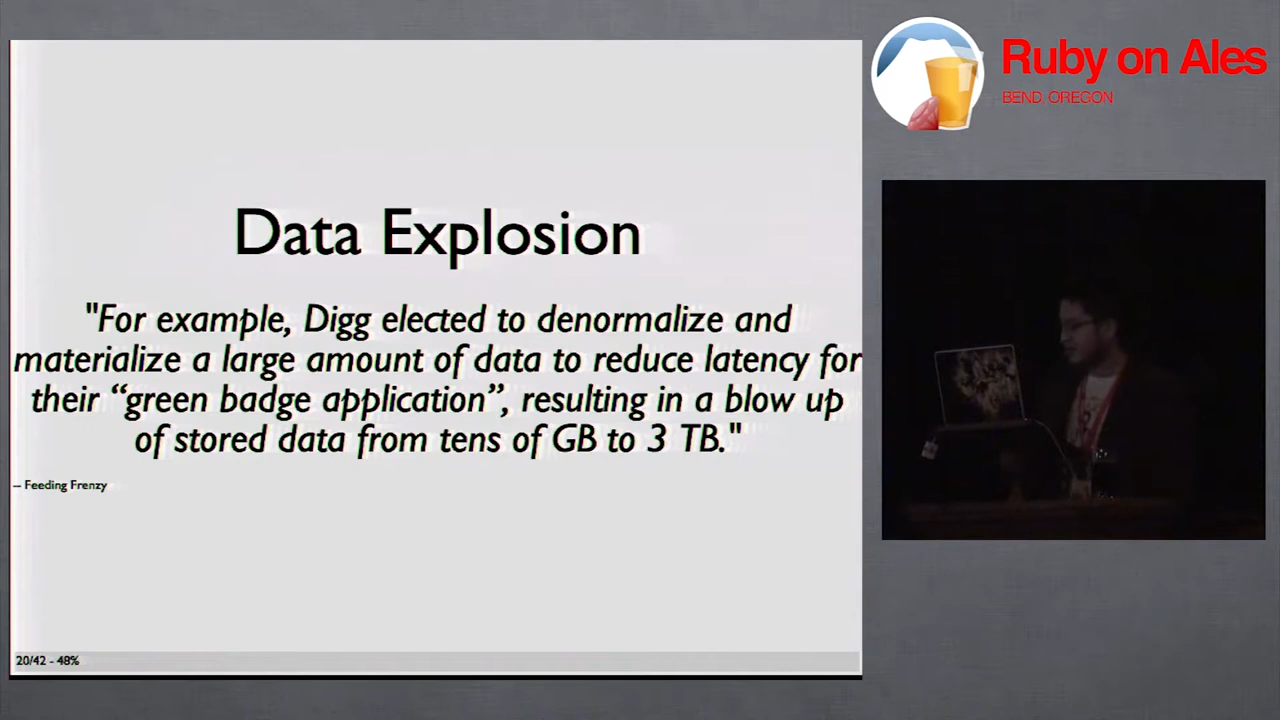 Ruby on Ales
BEND, OREGON
Data Explosion
"For example, Digg elected to denormalize and
materialize a large amount of data to reduce latency for
their “green badge application”, resulting in a blow up
of stored data from tens of GB to 3 TB."
-- Feeding Frenzy
20/42 - 48%